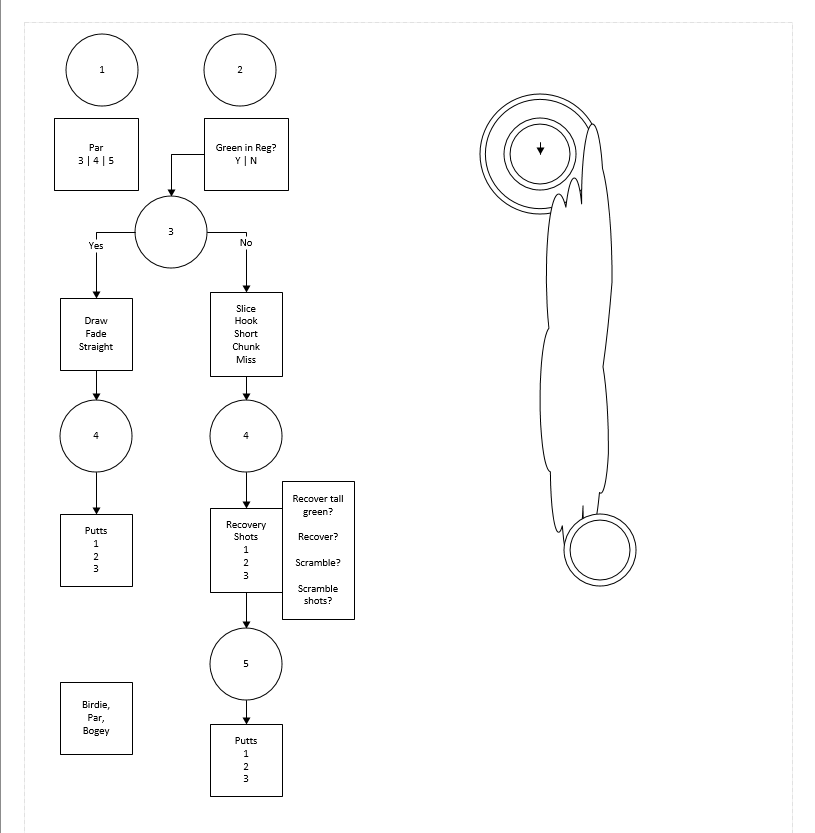 1
2
Par
3 | 4 | 5
Green in Reg?
Y | N
3
Yes
No
Draw
Fade
Straight
Slice
Hook
Short
Chunk
Miss
4
4
Putts
1
2
3
Recovery
Shots
1
2
3
Recover tall
green?
Recover?
Scramble?
Scramble
shots?
5
Birdie,
Par,
Bogey
Putts
1
2
3